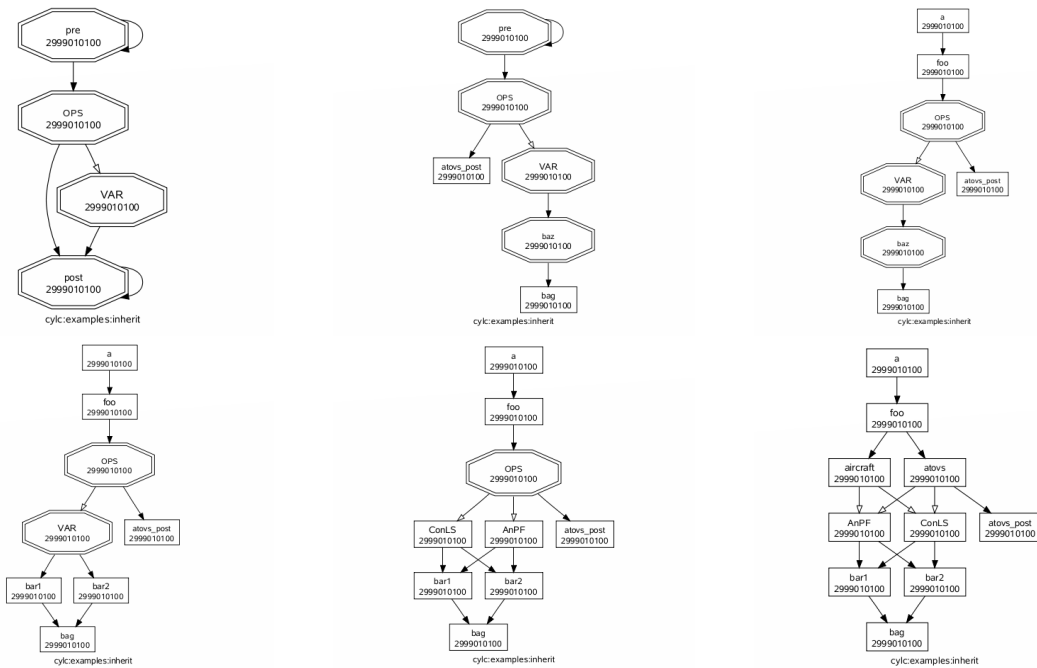 pre
2999010100
OPS
2999010100
VAR
2999010100
post
2999010100
cylc:examples:inherit
pre
2999010100
OPS
2999010100
atovs_post
2999010100
VAR
2999010100
baz
2999010100
bag
2999010100
cylc:examples:inherit
a
2999010100
foo
2999010100
OPS
2999010100
VAR
2999010100
atovs_post
2999010100
baz
2999010100
bag
2999010100
cylc:examples:inherit
a
2999010100
foo
2999010100
OPS
2999010100
VAR
2999010100
atovs_post
2999010100
bar1
2999010100
bar2
2999010100
bag
2999010100
cylc:examples:inherit
a
2999010100
foo
2999010100
OPS
2999010100
ConLS
2999010100
AnPF
2999010100
atovs_post
2999010100
bar1
2999010100
bar2
2999010100
bag
2999010100
cylc:examples:inherit
a
2999010100
foo
2999010100
aircraft
2999010100
atovs
2999010100
AnPF
2999010100
ConLS
2999010100
atovs_post
2999010100
bar1
2999010100
bar2
2999010100
bag
2999010100
cylc:examples:inherit